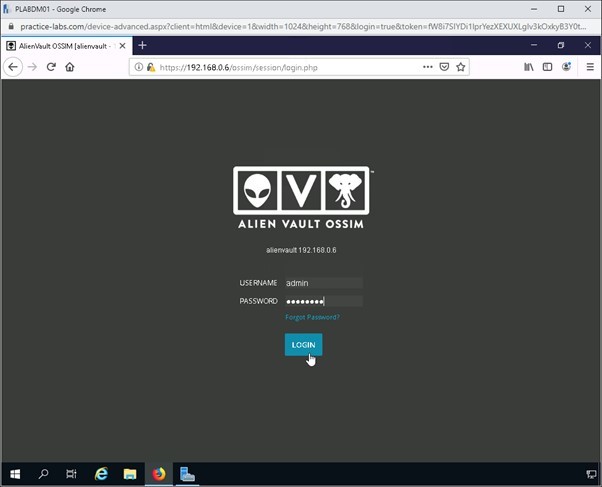 PLABDM01 - Google Chrome
practice-labs.com/device-advanced.aspx?client=html&device=1&width=1024&height=768&login=true&token=fW8i7SIYDi1IprYezXEXUXLgIv3kOxkyB3Y0t...
AlienVault OSSIM [alienvault -
https://192.168.0.6/ossim/session/login.php
V
ALIEN VAULT OSSIM
alienvault 192.168.0.6
USERNAME admin
PASSWORD ●●●●●●●●
Forgot Password?
LOGIN